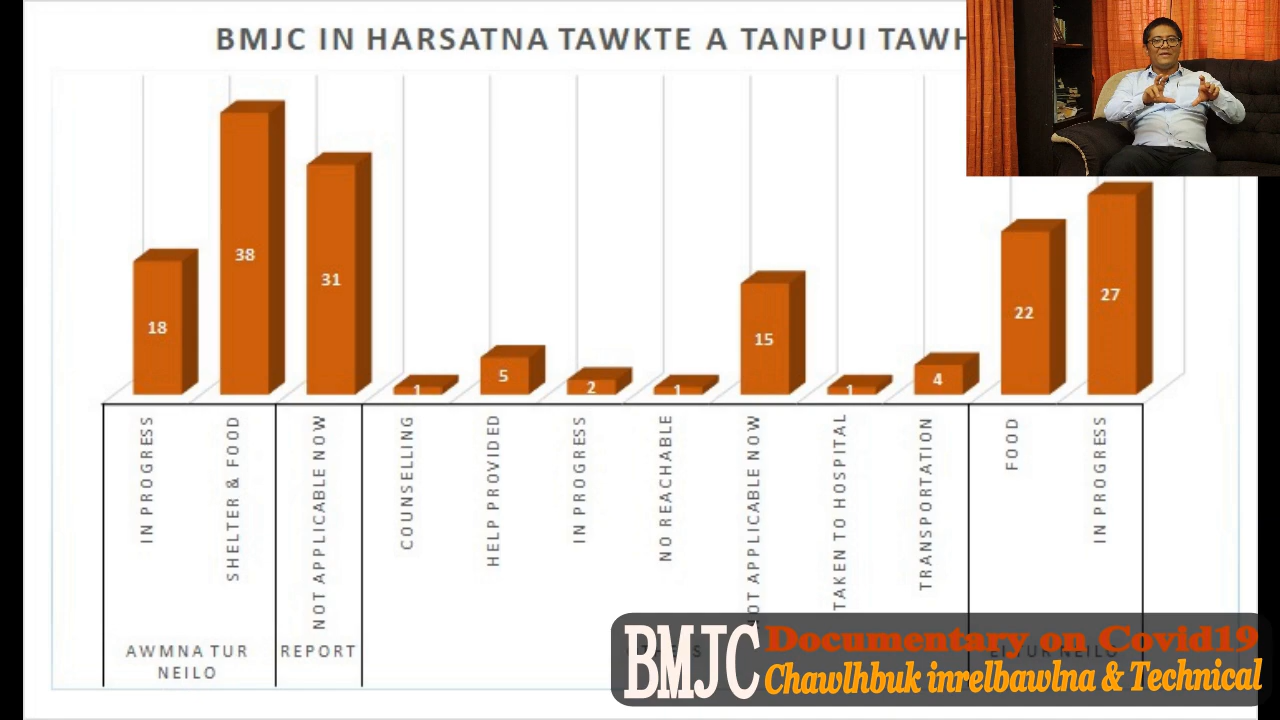 BMJC IN HARSATNA TAWKTE A TANPUI TAWH
18
38
31
1
5
2
1
15
1
4
22
27
IN PROGRESS
SHELTER & FOOD
NOT APPLICABLE NOW
COUNSELLING
HELP PROVIDED
IN PROGRESS
NO REACHABLE
NOT APPLICABLE NOW
TAKEN TO HOSPITAL
TRANSPORTATION
FOOD
IN PROGRESS
AWMNA TUR
NEILO
REPORT
BMJC
Documentary on Covid19
Chawlhbuk inrelbawlna & Technical